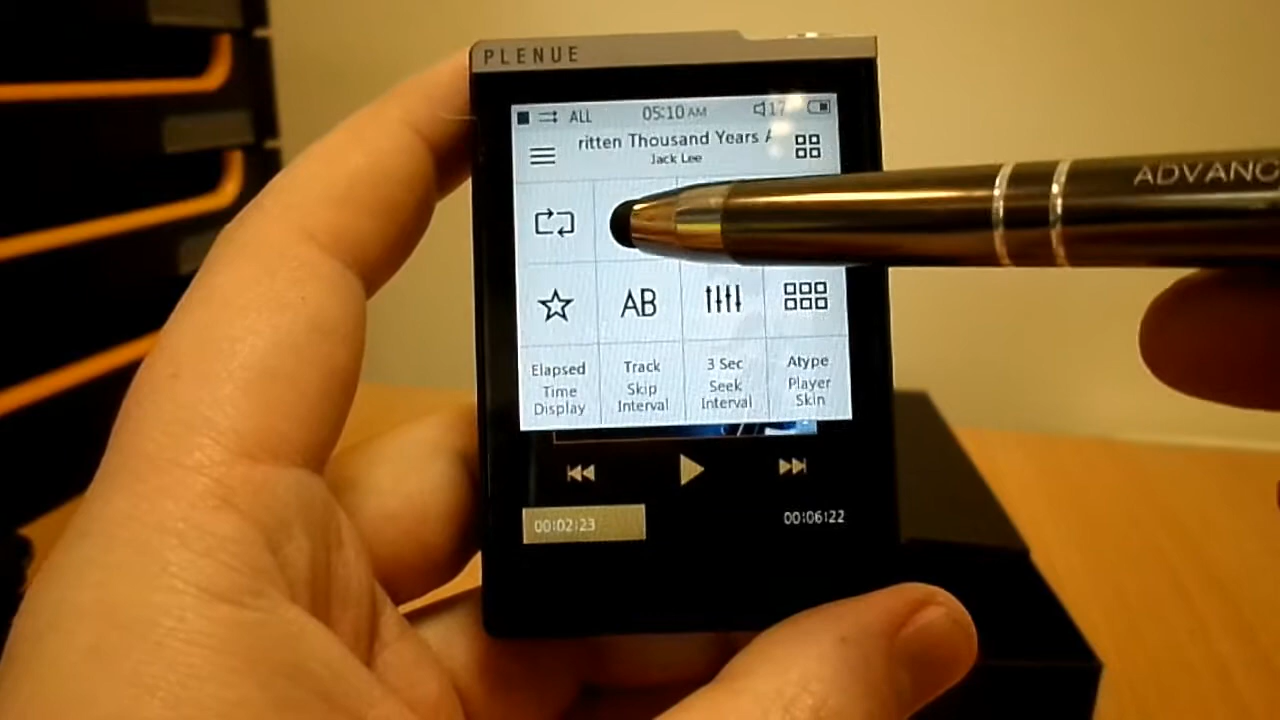 PLENUE
ALL 05:10 AM 17
ritten Thousand Years
Jack Lee
ADVANC
AB
Elapsed Time Display
Track Skip Interval
3 Sec Seek Interval
Atype Player Skin
00:02:23 00:06:22